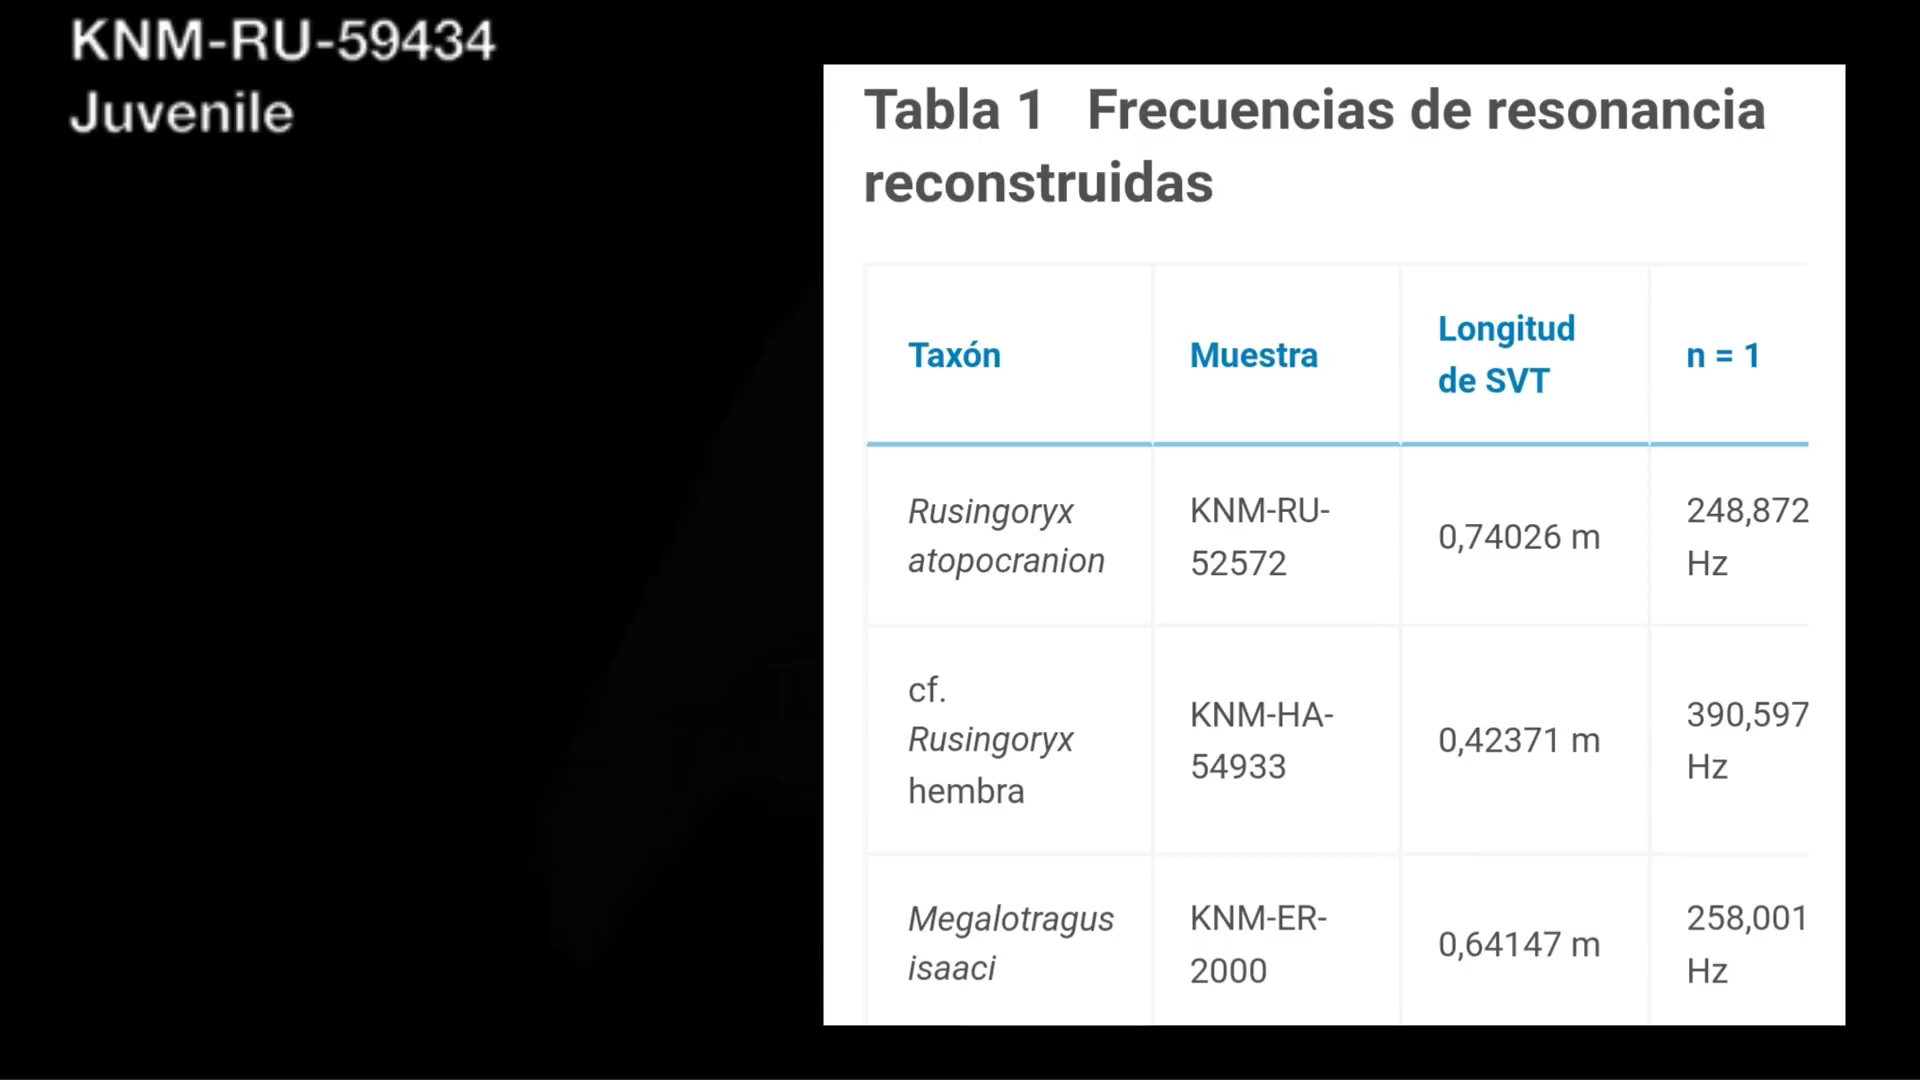 KNM-RU-59434
Juvenile
Tabla 1 Frecuencias de resonancia
reconstruidas
Taxón
Muestra
Longitud
de SVT
n = 1
Rusingoryx
atopocranion
KNM-RU-
52572
0,74026 m
248,872
Hz
cf.
Rusingoryx
hembra
KNM-HA-
54933
0,42371 m
390,597
Hz
Megalotragus
isaaci
KNM-ER-
2000
0,64147 m
258,001
Hz